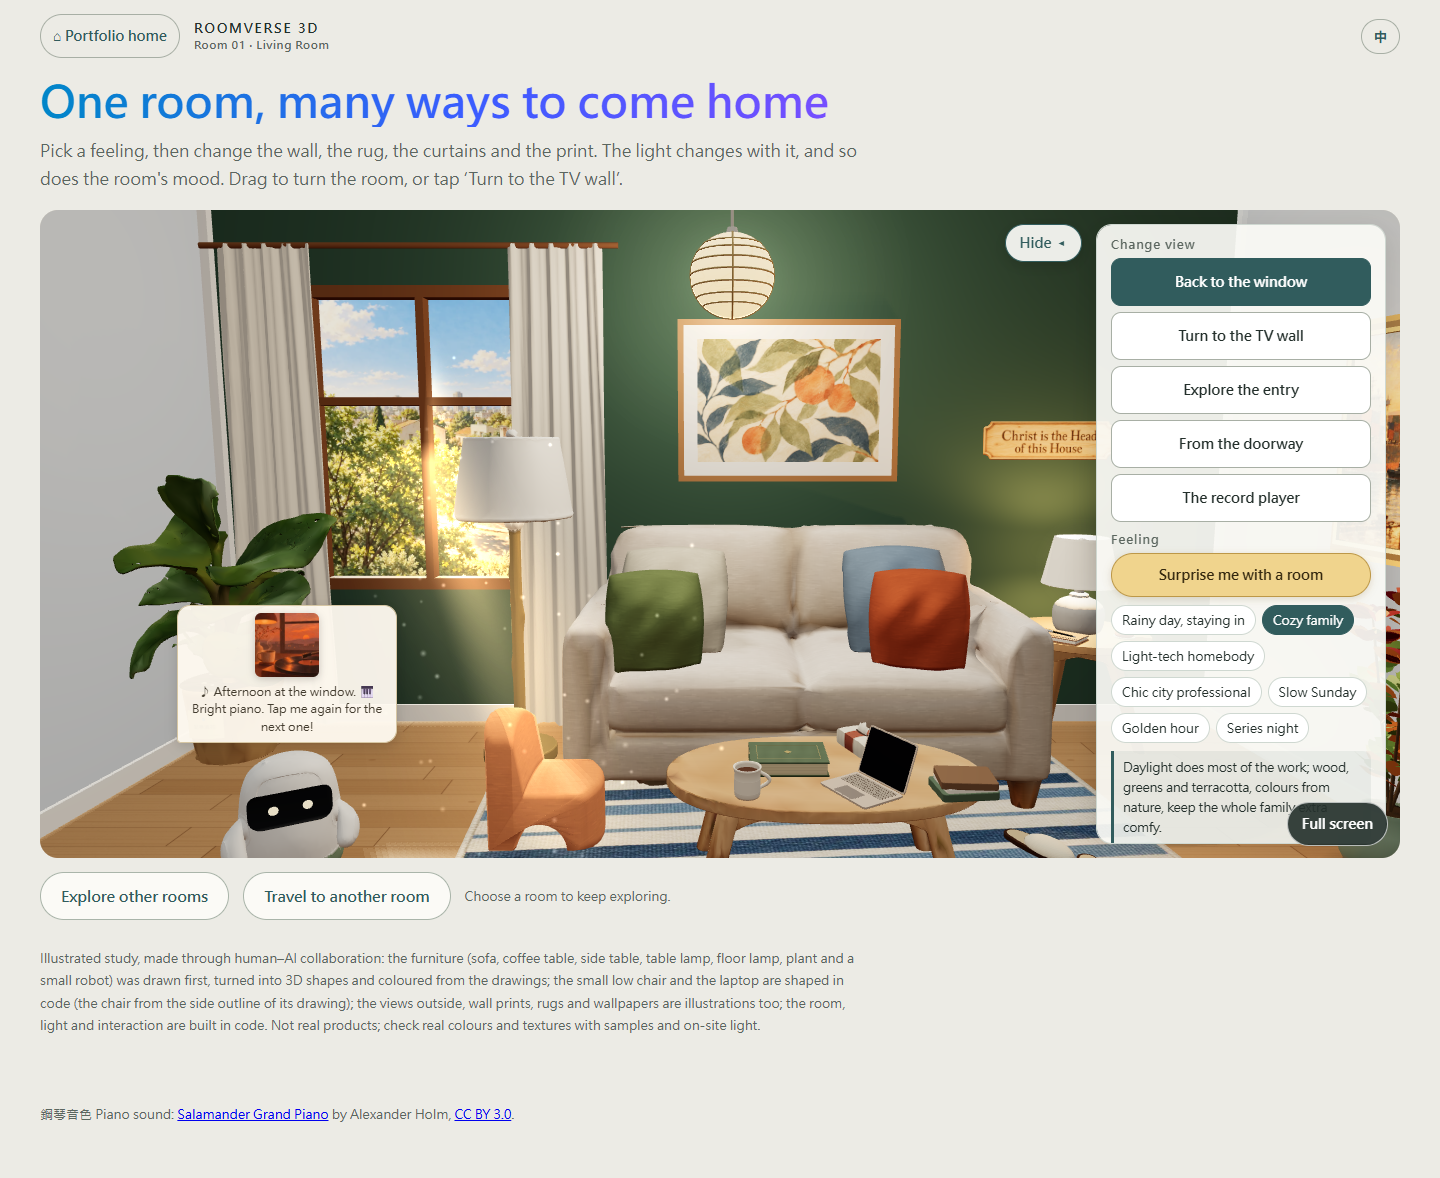 ⌂ Portfolio home
ROOMVERSE 3D
Room 01 · Living Room
中
One room, many ways to come home
Pick a feeling, then change the wall, the rug, the curtains and the print. The light changes with it, and so
does the room's mood. Drag to turn the room, or tap ‘Turn to the TV wall’.
Hide ◂
Change view
Back to the window
Turn to the TV wall
Explore the entry
From the doorway
The record player
Feeling
Surprise me with a room
Rainy day, staying in
Cozy family
Light-tech homebody
Chic city professional
Slow Sunday
Golden hour
Series night
Daylight does most of the work; wood,
greens and terracotta, colours from
nature, keep the whole family extra
comfy.
Full screen
Christ is the Head
of this House
♪ Afternoon at the window. 🎹
Bright piano. Tap me again for the
next one!
Explore other rooms
Travel to another room
Choose a room to keep exploring.
Illustrated study, made through human–AI collaboration: the furniture (sofa, coffee table, side table, table lamp, floor lamp, plant and a
small robot) was drawn first, turned into 3D shapes and coloured from the drawings; the small low chair and the laptop are shaped in
code (the chair from the side outline of its drawing); the views outside, wall prints, rugs and wallpapers are illustrations too; the room,
light and interaction are built in code. Not real products; check real colours and textures with samples and on-site light.
鋼琴音色 Piano sound: Salamander Grand Piano by Alexander Holm, CC BY 3.0.